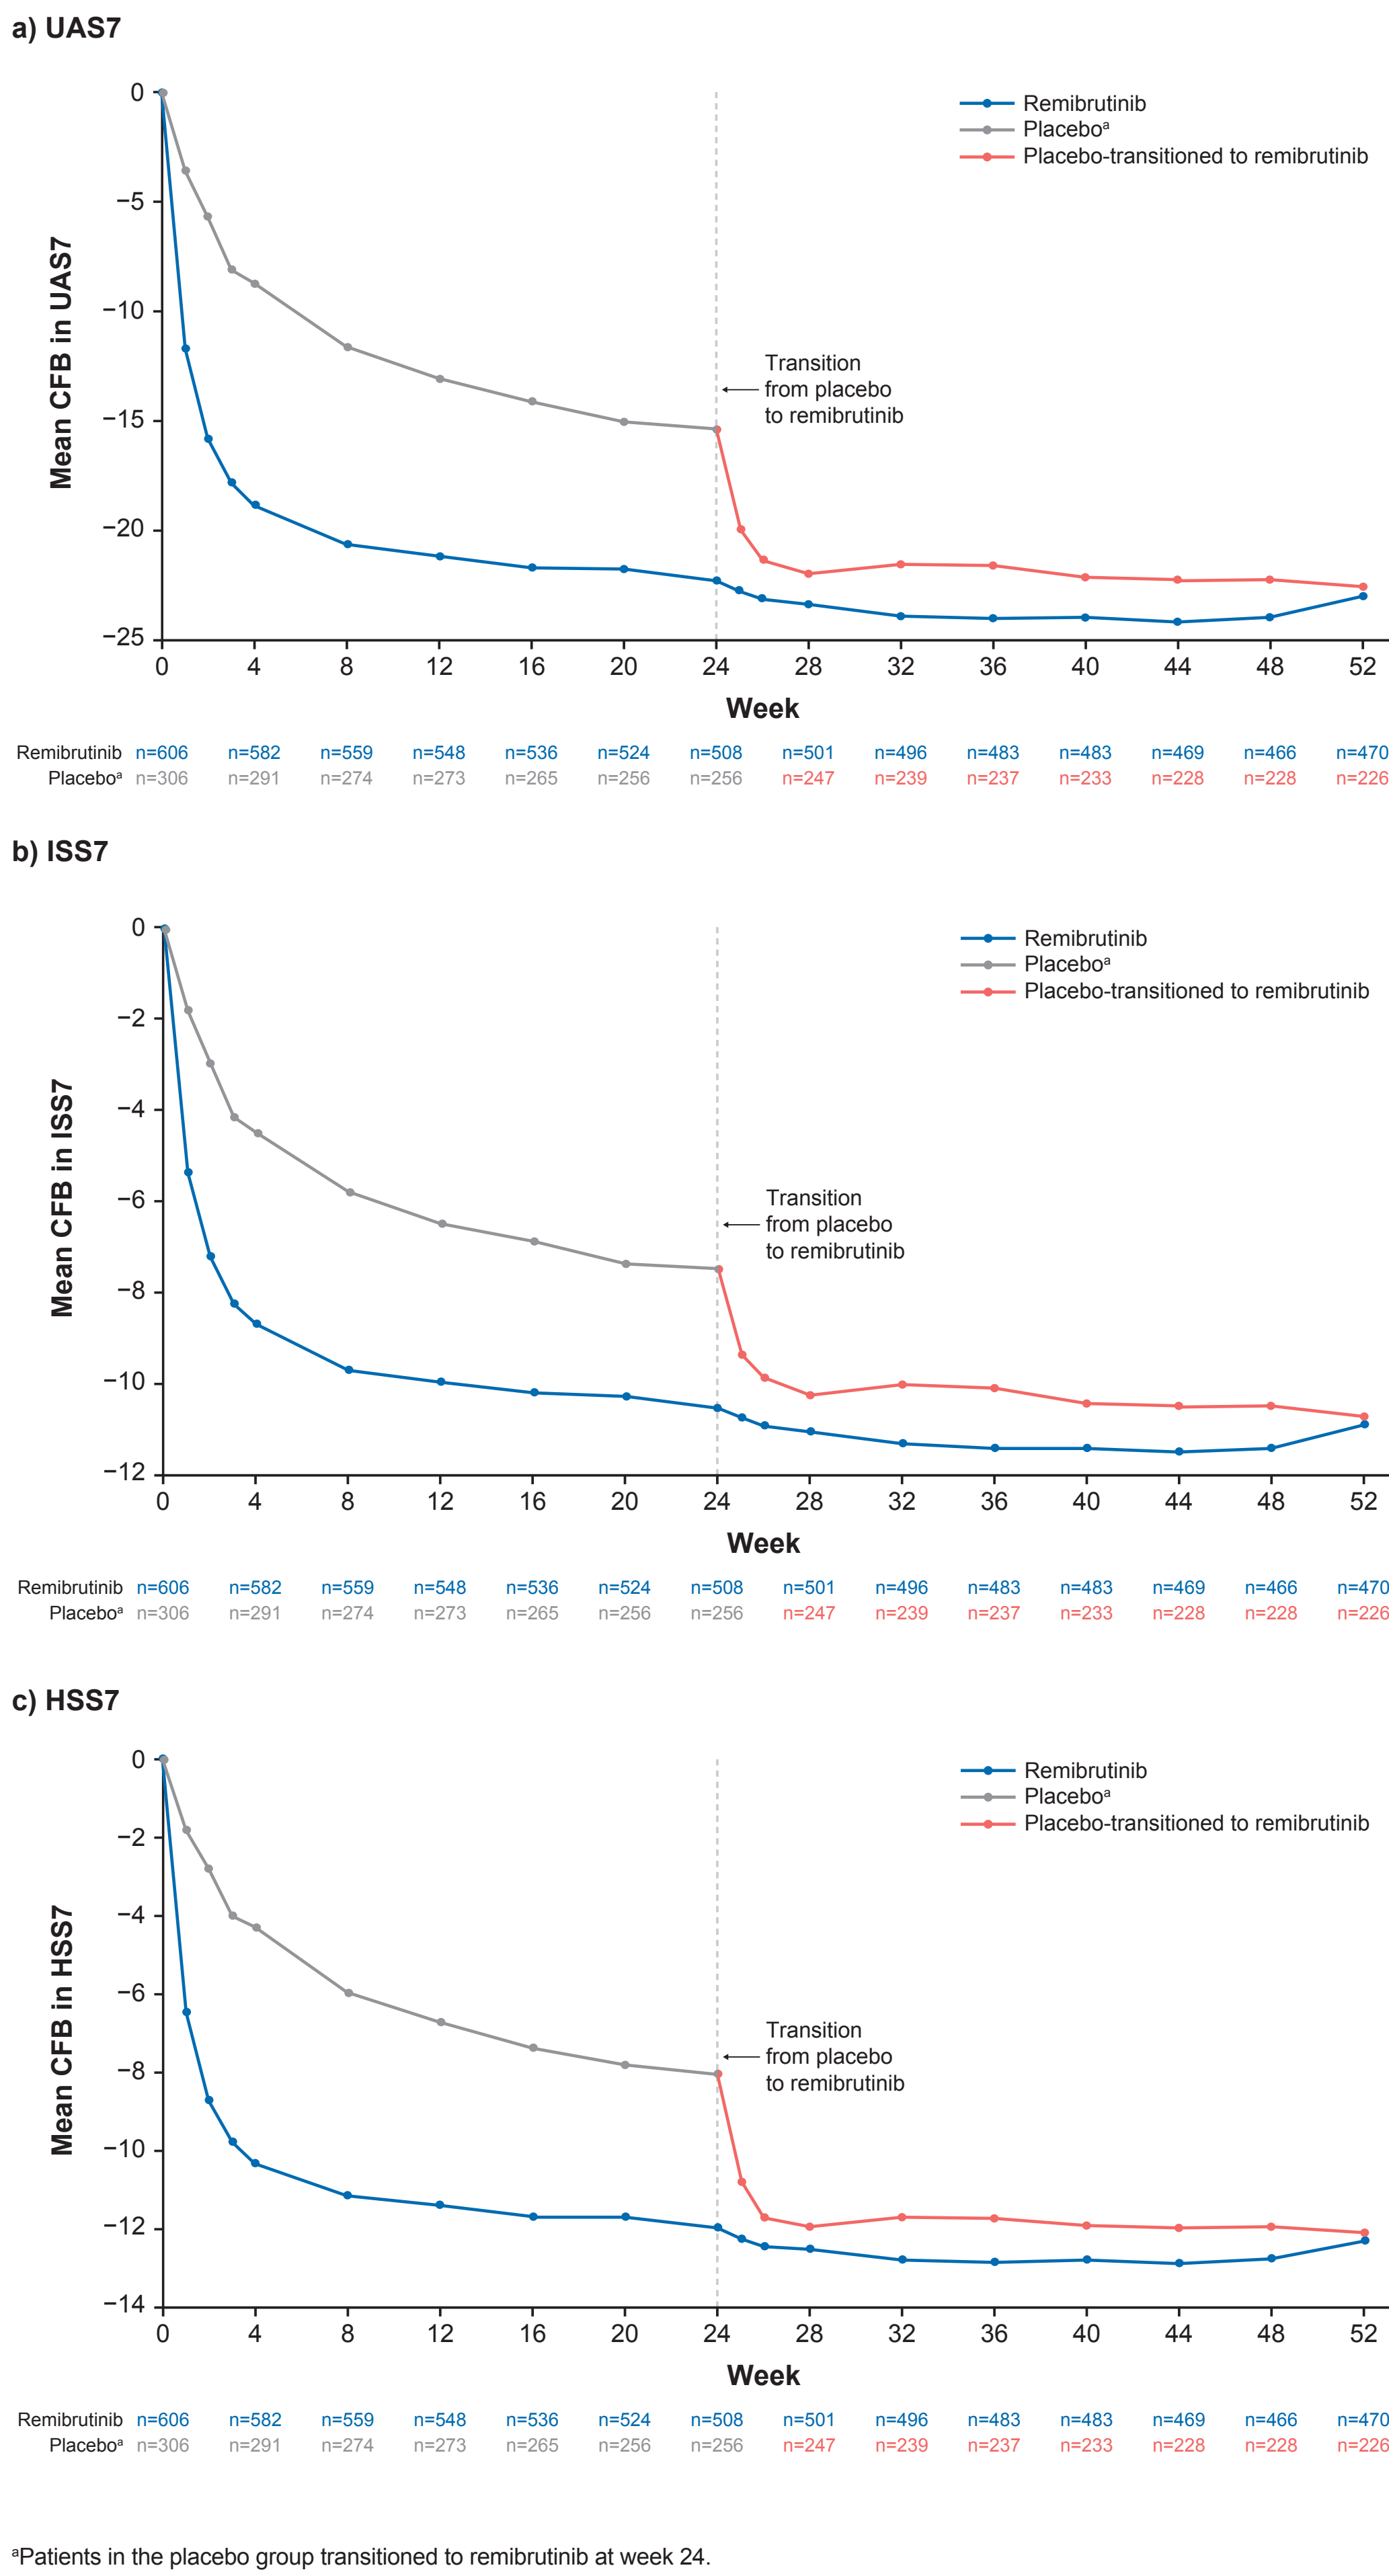 a) UAS7
0
−5
−10
−15
−20
−25
Mean CFB in UAS7
Remibrutinib
Placeboᵃ
Placebo-transitioned to remibrutinib
Transition
from placebo
to remibrutinib
0 4 8 12 16 20 24 28 32 36 40 44 48 52
Week
Remibrutinib n=606 n=582 n=559 n=548 n=536 n=524 n=508 n=501 n=496 n=483 n=483 n=469 n=466 n=470
Placeboᵃ n=306 n=291 n=274 n=273 n=265 n=256 n=256 n=247 n=239 n=237 n=233 n=228 n=228 n=226
b) ISS7
0
−2
−4
−6
−8
−10
−12
Mean CFB in ISS7
Remibrutinib
Placeboᵃ
Placebo-transitioned to remibrutinib
Transition
from placebo
to remibrutinib
0 4 8 12 16 20 24 28 32 36 40 44 48 52
Week
Remibrutinib n=606 n=582 n=559 n=548 n=536 n=524 n=508 n=501 n=496 n=483 n=483 n=469 n=466 n=470
Placeboᵃ n=306 n=291 n=274 n=273 n=265 n=256 n=256 n=247 n=239 n=237 n=233 n=228 n=228 n=226
c) HSS7
0
−2
−4
−6
−8
−10
−12
−14
Mean CFB in HSS7
Remibrutinib
Placeboᵃ
Placebo-transitioned to remibrutinib
Transition
from placebo
to remibrutinib
0 4 8 12 16 20 24 28 32 36 40 44 48 52
Week
Remibrutinib n=606 n=582 n=559 n=548 n=536 n=524 n=508 n=501 n=496 n=483 n=483 n=469 n=466 n=470
Placeboᵃ n=306 n=291 n=274 n=273 n=265 n=256 n=256 n=247 n=239 n=237 n=233 n=228 n=228 n=226
ᵃPatients in the placebo group transitioned to remibrutinib at week 24.